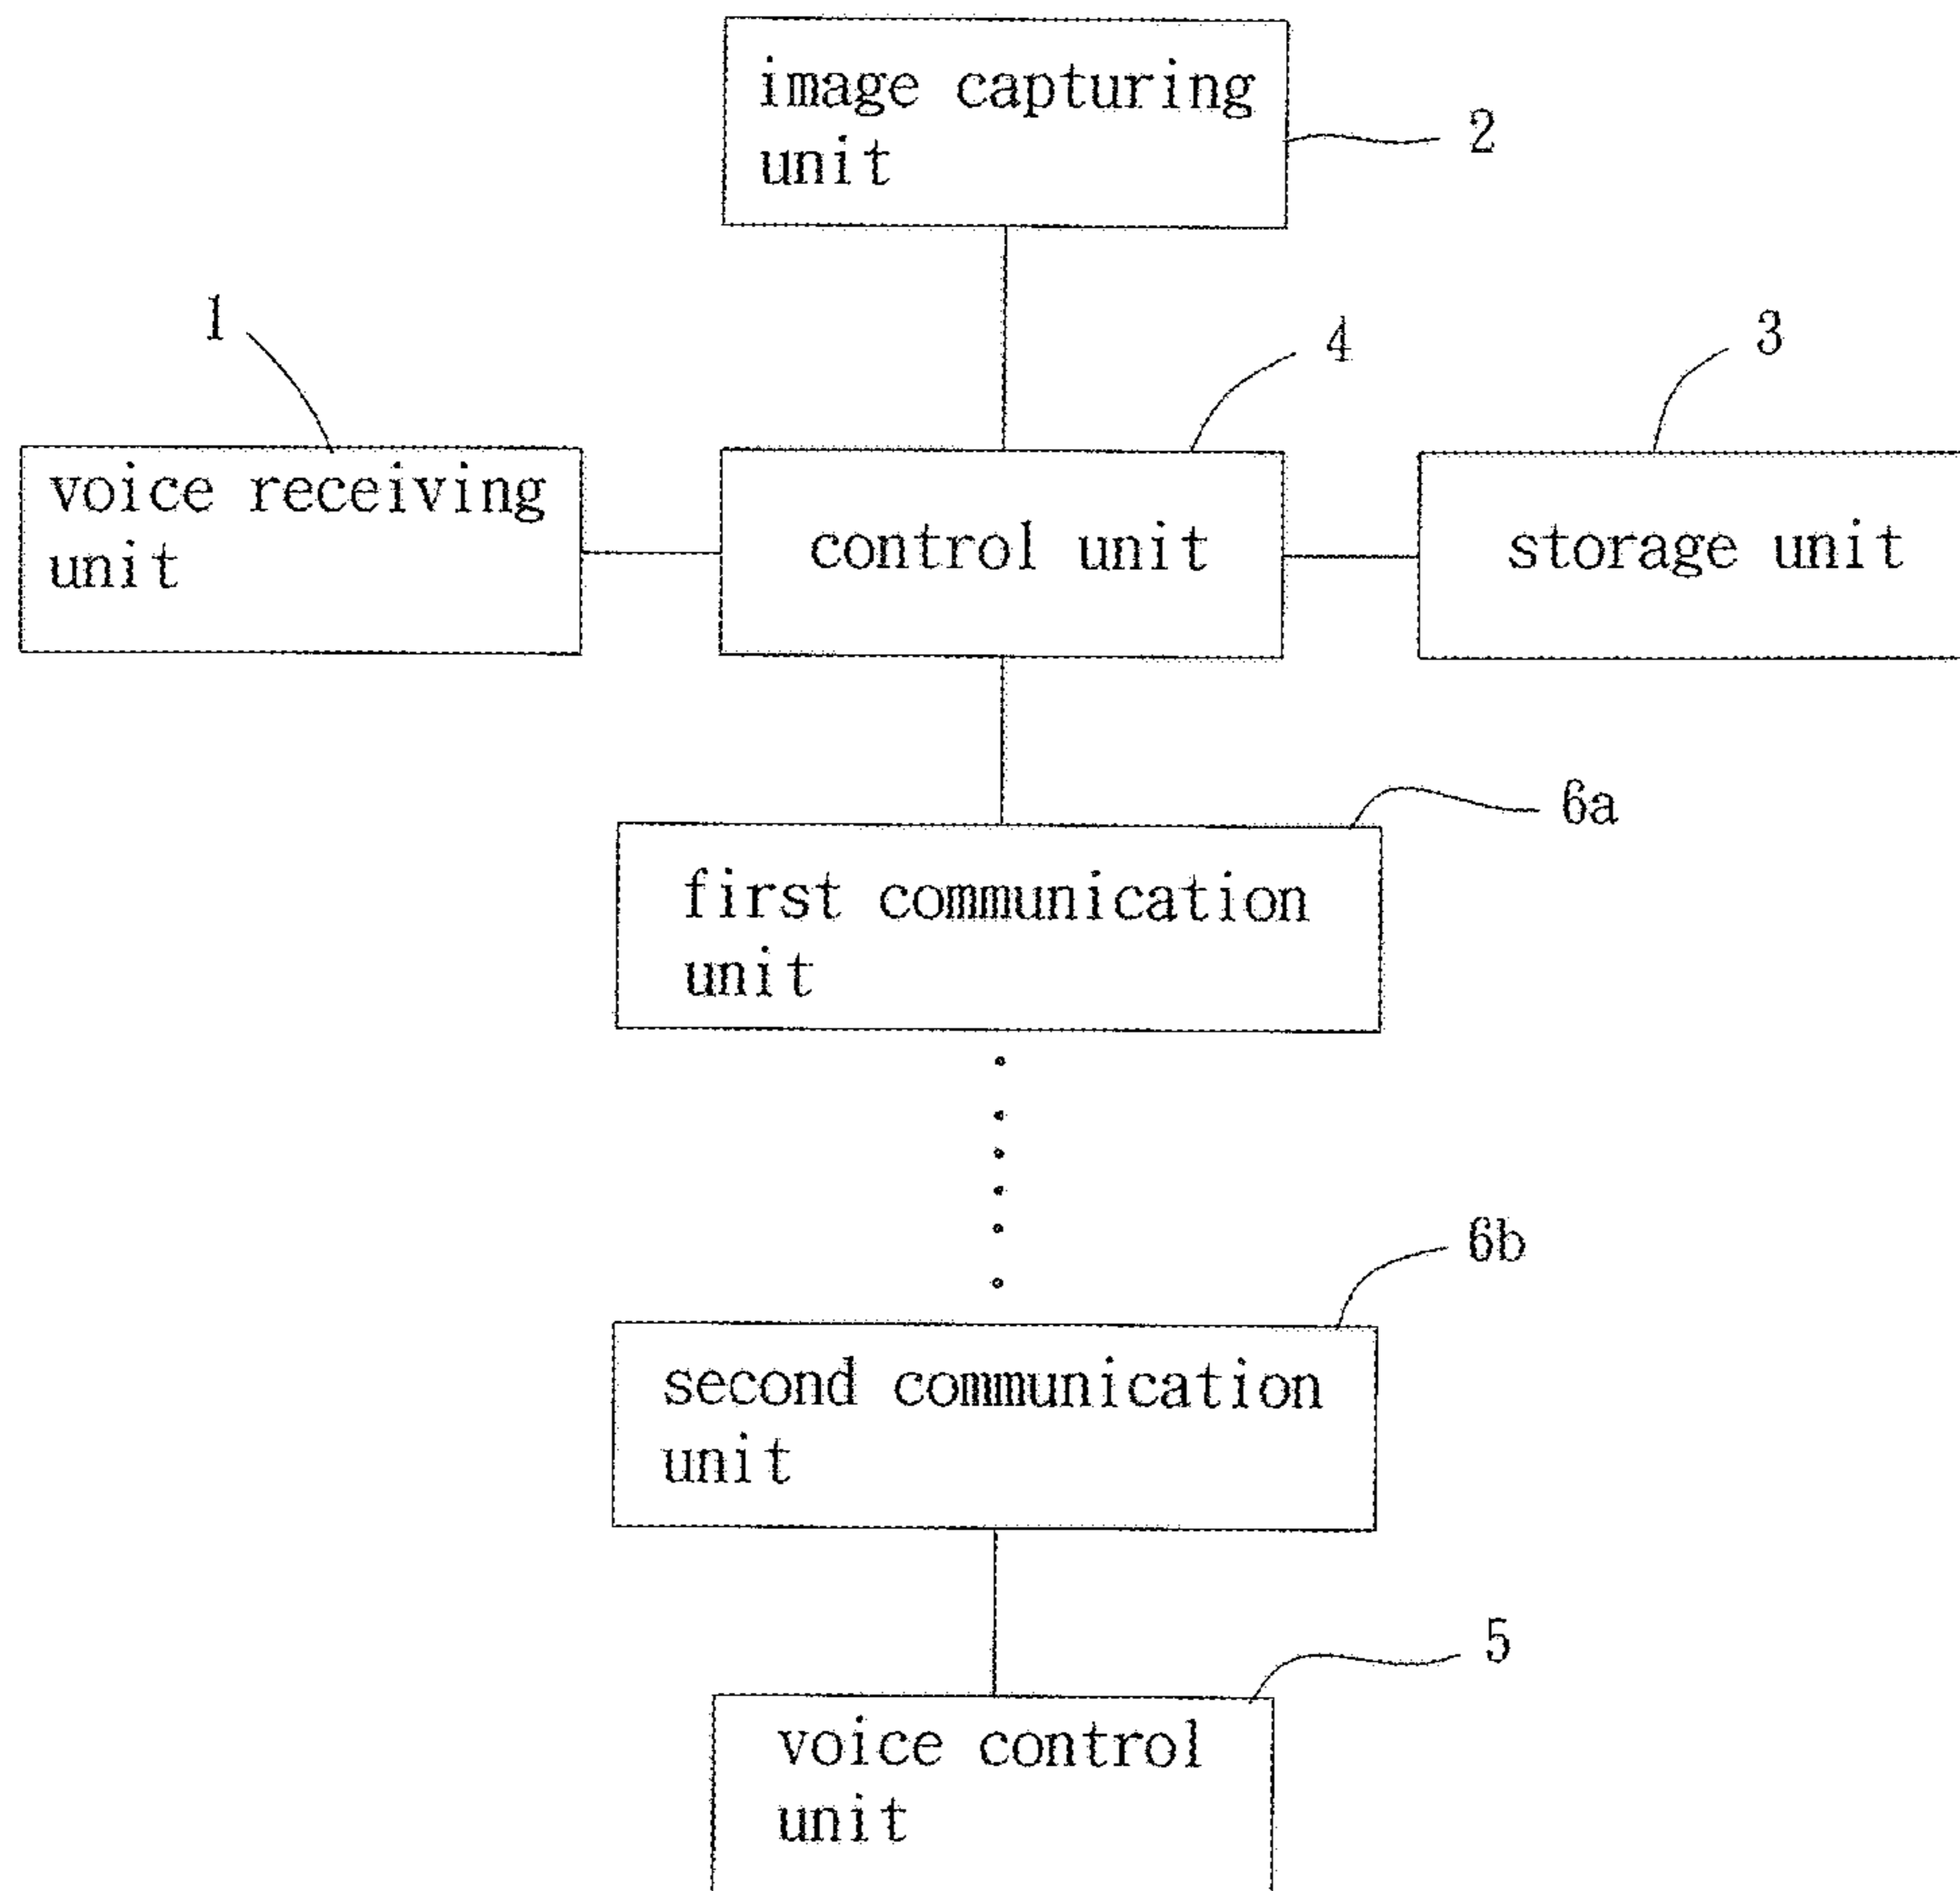 image capturing
unit
2
1
4
3
voice receiving
unit
control unit
storage unit
6a
first communication
unit
6b
second communication
unit
5
voice control
unit